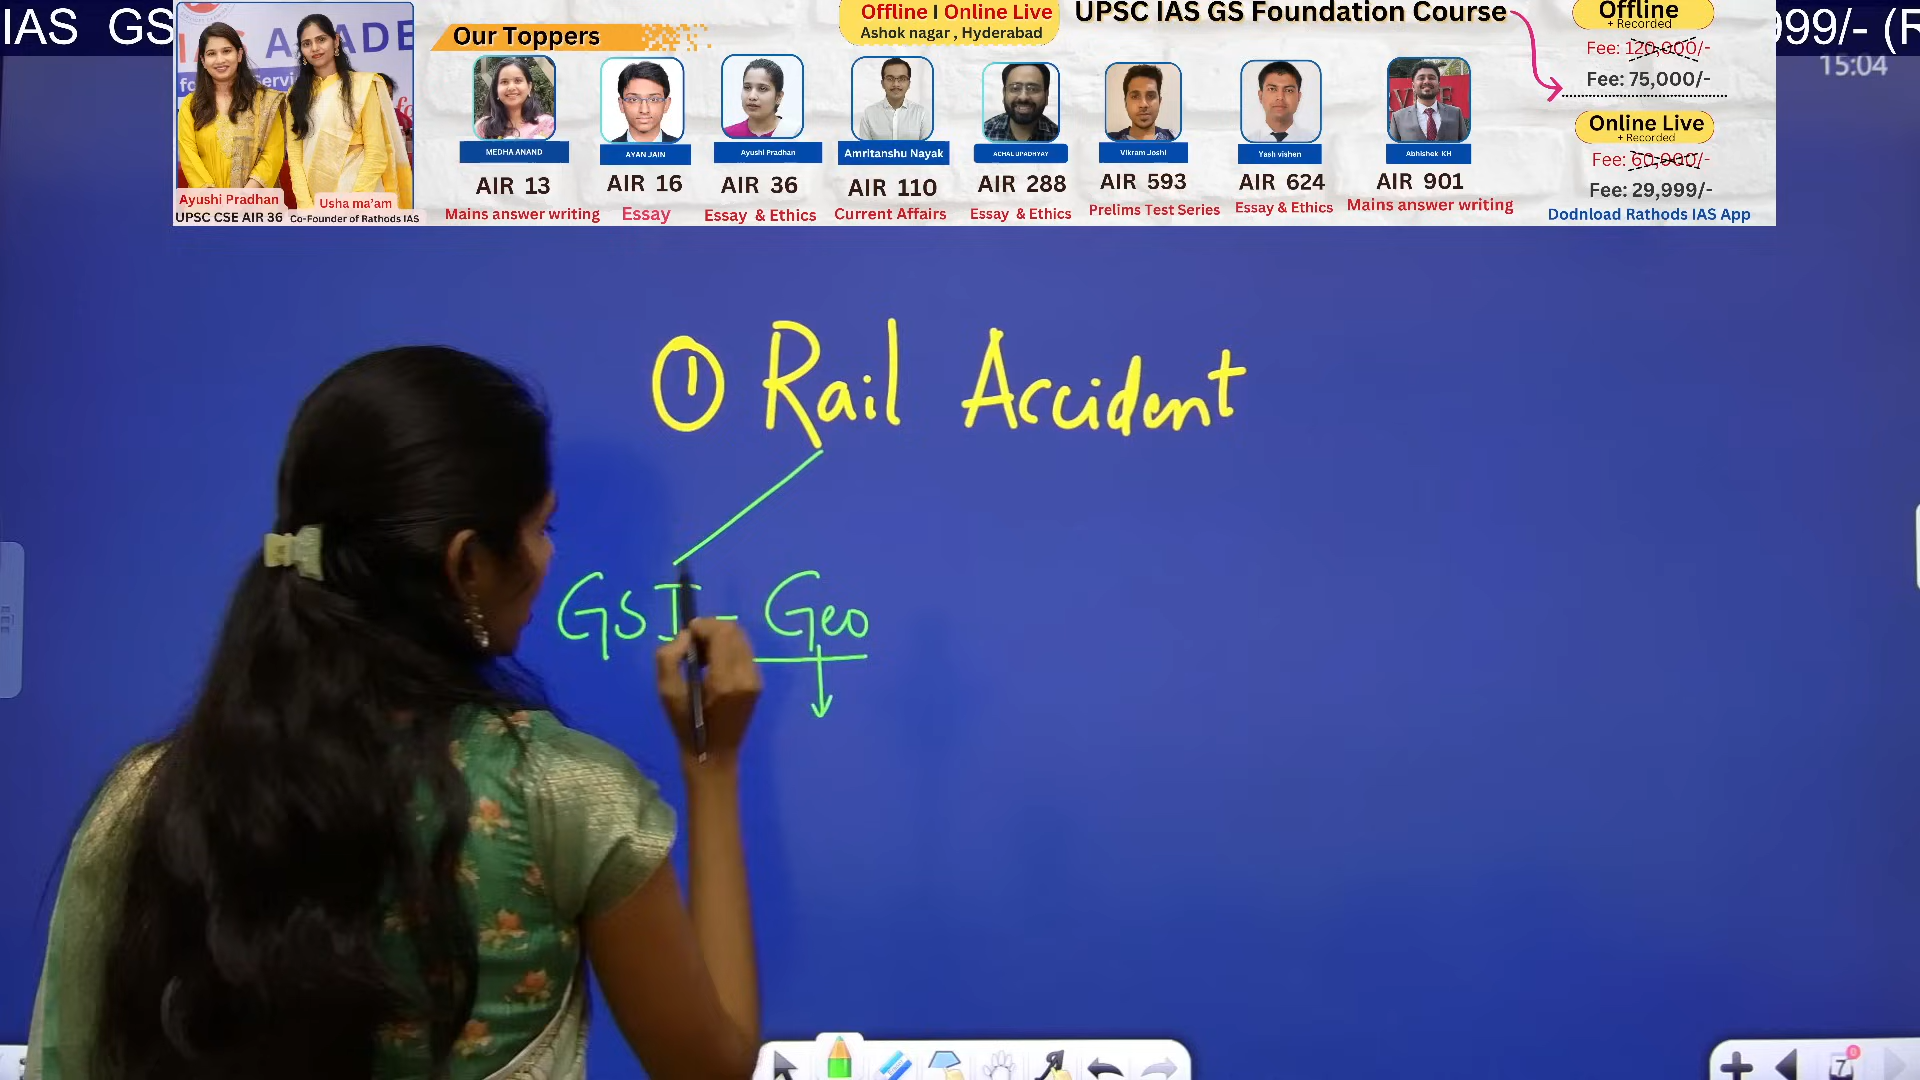 IAS GS
999/- (R
15:04
Offline I Online Live
Ashok nagar , Hyderabad
UPSC IAS GS Foundation Course
Offline
+ Recorded
Fee: 120,000/-
Fee: 75,000/-
Online Live
+ Recorded
Fee: 60,000/-
Fee: 29,999/-
Dodnload Rathods IAS App
Our Toppers
MEDHA ANAND
AIR 13
Mains answer writing
AYAN JAIN
AIR 16
Essay
Ayushi Pradhan
AIR 36
Essay & Ethics
Amritanshu Nayak
AIR 110
Current Affairs
ACHAL UPADHYAY
AIR 288
Essay & Ethics
Vikram Joshi
AIR 593
Prelims Test Series
Yash vishen
AIR 624
Essay & Ethics
Abhishek KH
AIR 901
Mains answer writing
Ayushi Pradhan
UPSC CSE AIR 36
Usha ma'am
Co-Founder of Rathods IAS
① Rail Accident
GSI - Geo
7